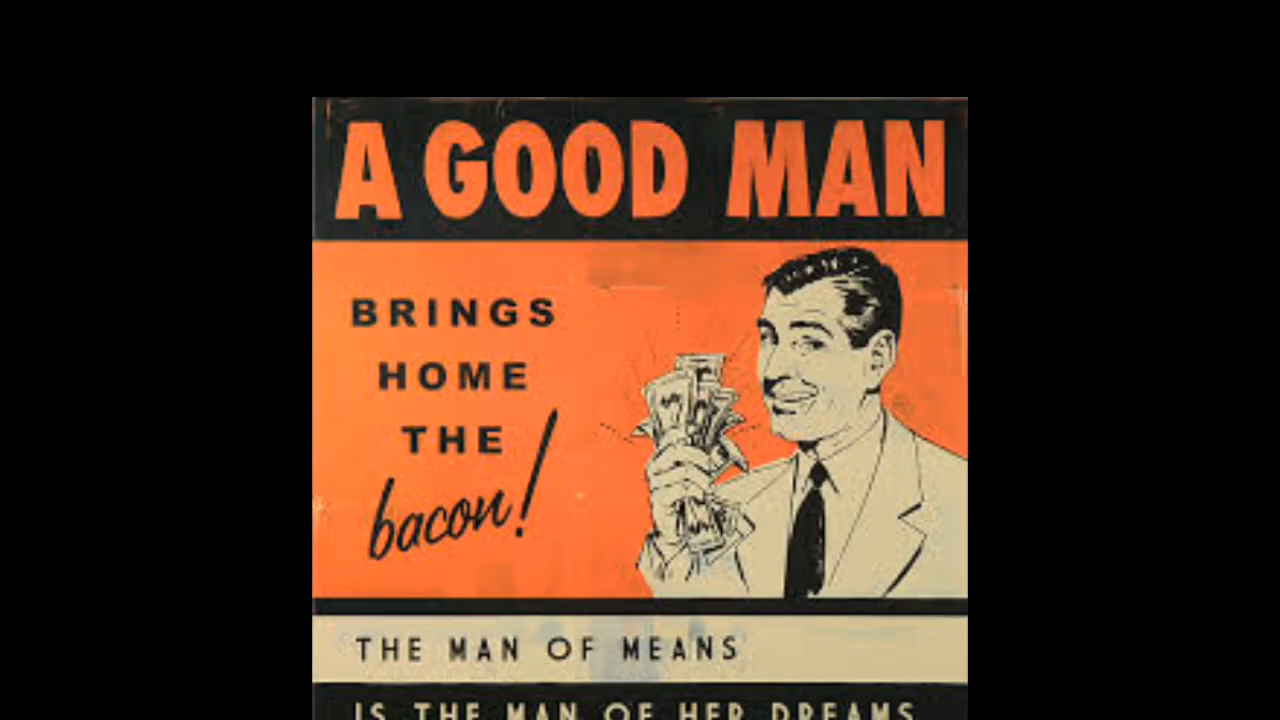 A GOOD MAN
BRINGS
HOME
THE
bacon!
THE MAN OF MEANS
IS THE MAN OF HER DREAMS